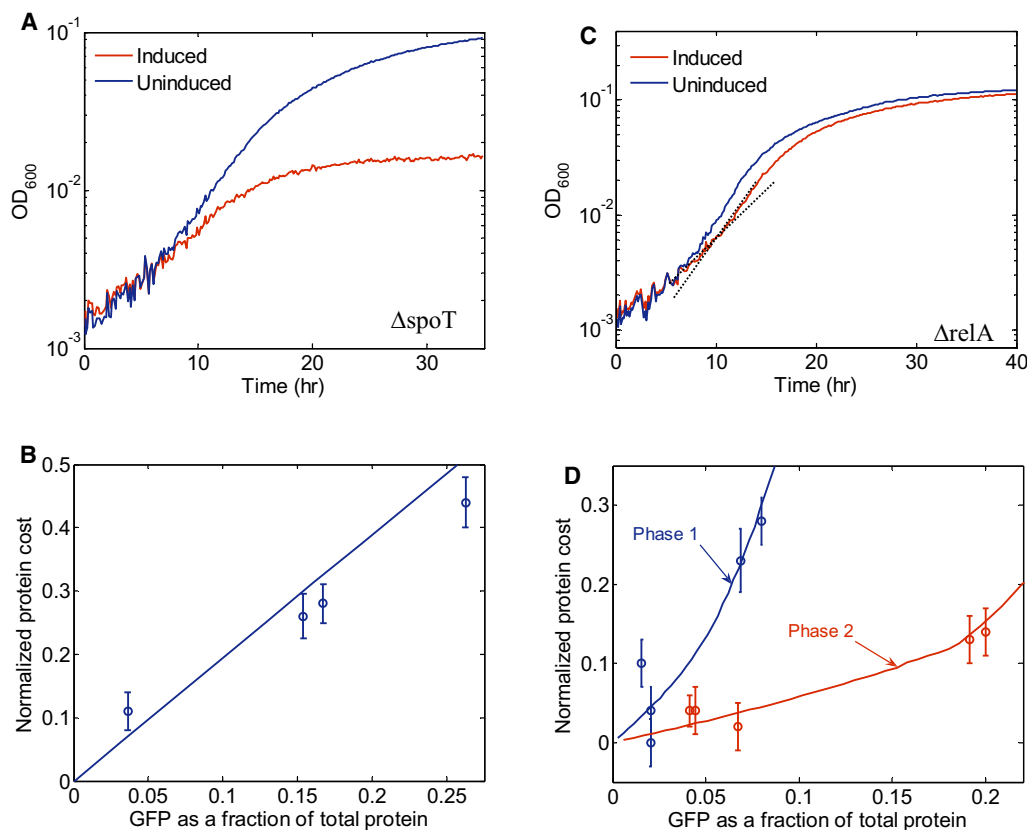 A
OD600
10-1
10-2
10-3
Induced
Uninduced
ΔspoT
0 10 20 30
Time (hr)
B
Normalized protein cost
0.5
0.4
0.3
0.2
0.1
0
0 0.05 0.1 0.15 0.2 0.25
GFP as a fraction of total protein
C
OD600
10-1
10-2
10-3
Induced
Uninduced
ΔrelA
0 10 20 30 40
Time (hr)
D
Normalized protein cost
0.3
0.2
0.1
0
Phase 1
Phase 2
0 0.05 0.1 0.15 0.2
GFP as a fraction of total protein